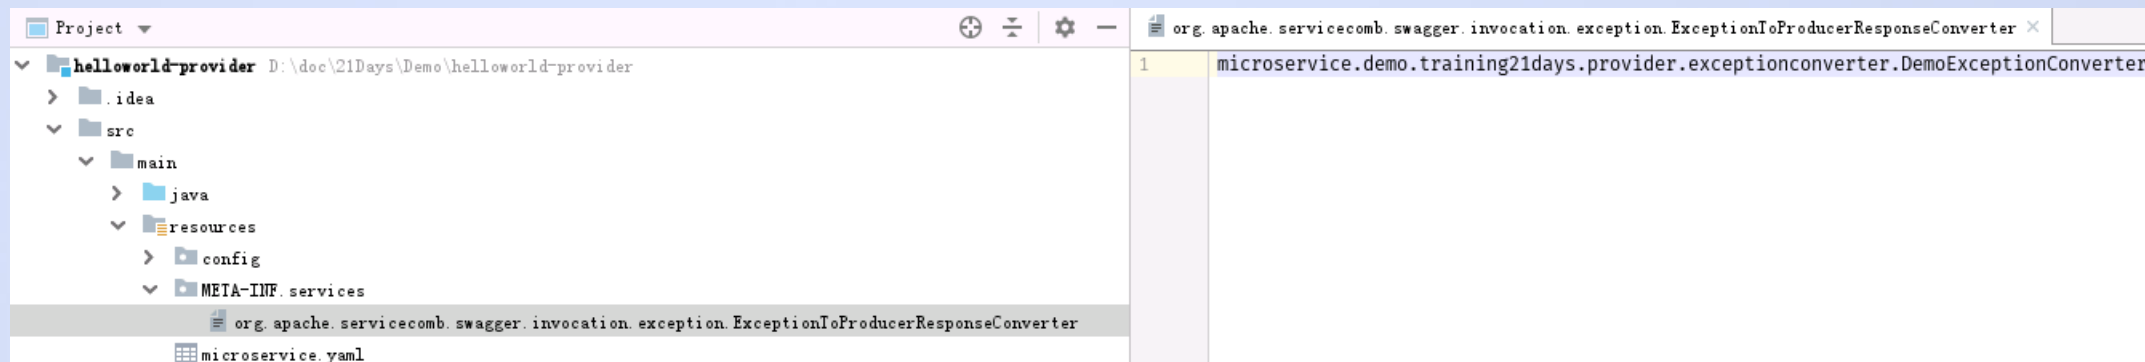 Project
helloworld-provider D:\doc\21Days\Demo\helloworld-provider
.idea
src
main
java
resources
config
META-INF.services
org.apache.servicecomb.swagger.invocation.exception.ExceptionToProducerResponseConverter
microservice.yaml
org.apache.servicecomb.swagger.invocation.exception.ExceptionToProducerResponseConverter
1 microservice.demo.training21days.provider.exceptionconverter.DemoExceptionConverter